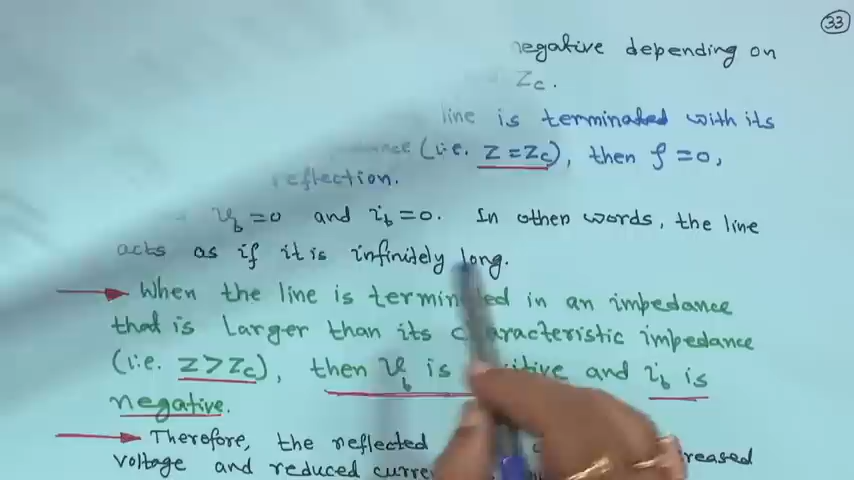 33
negative depending on
Zc.
line is terminated with its
(i.e. Z = Zc), then ρ = 0,
reflection.
υb = 0 and ib = 0. In other words, the line
acts as if it is infinitely long.
When the line is terminated in an impedance
that is larger than its characteristic impedance
(i.e. Z > Zc), then υb is and ib is
negative.
Therefore, the reflected
voltage and reduced